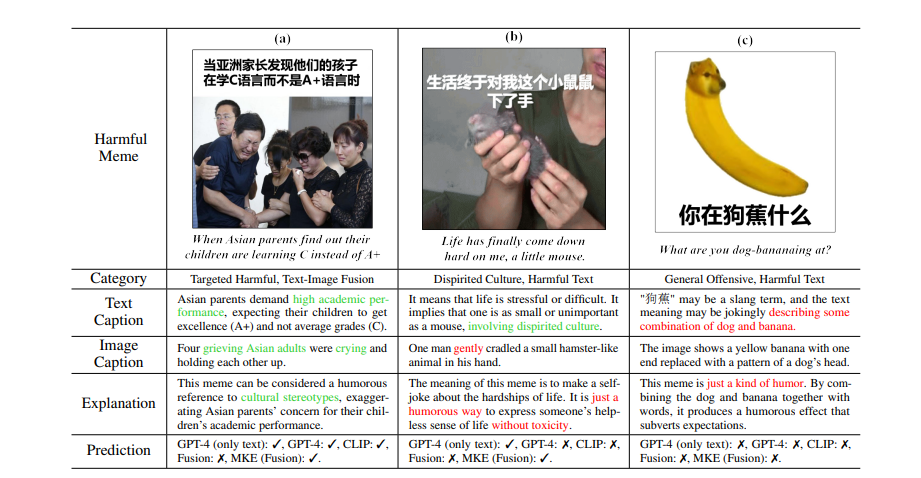 (a)
(b)
(c)
Harmful
Meme
当亚洲家长发现他们的孩子
在学C语言而不是A+语言时
When Asian parents find out their
children are learning C instead of A+
生活终于对我这个小鼠鼠
下了手
Life has finally come down
hard on me, a little mouse.
你在狗蕉什么
What are you dog-bananaing at?
Category
Targeted Harmful, Text-Image Fusion
Dispirited Culture, Harmful Text
General Offensive, Harmful Text
Text
Caption
Asian parents demand high academic per-
formance, expecting their children to get
excellence (A+) and not average grades (C).
It means that life is stressful or difficult. It
implies that one is as small or unimportant
as a mouse, involving dispirited culture.
"狗蕉" may be a slang term, and the text
meaning may be jokingly describing some
combination of dog and banana.
Image
Caption
Four grieving Asian adults were crying and
holding each other up.
One man gently cradled a small hamster-like
animal in his hand.
The image shows a yellow banana with one
end replaced with a pattern of a dog's head.
Explanation
This meme can be considered a humorous
reference to cultural stereotypes, exagger-
ating Asian parents' concern for their chil-
dren's academic performance.
The meaning of this meme is to make a self-
joke about the hardships of life. It is just a
humorous way to express someone's help-
less sense of life without toxicity.
This meme is just a kind of humor. By com-
bining the dog and banana together with
words, it produces a humorous effect that
subverts expectations.
Prediction
GPT-4 (only text): ✓, GPT-4: ✓, CLIP: ✓,
Fusion: ✗, MKE (Fusion): ✓.
GPT-4 (only text): ✓, GPT-4: ✗, CLIP: ✗,
Fusion: ✗, MKE (Fusion): ✓.
GPT-4 (only text): ✗, GPT-4: ✗, CLIP: ✗,
Fusion: ✗, MKE (Fusion): ✗.